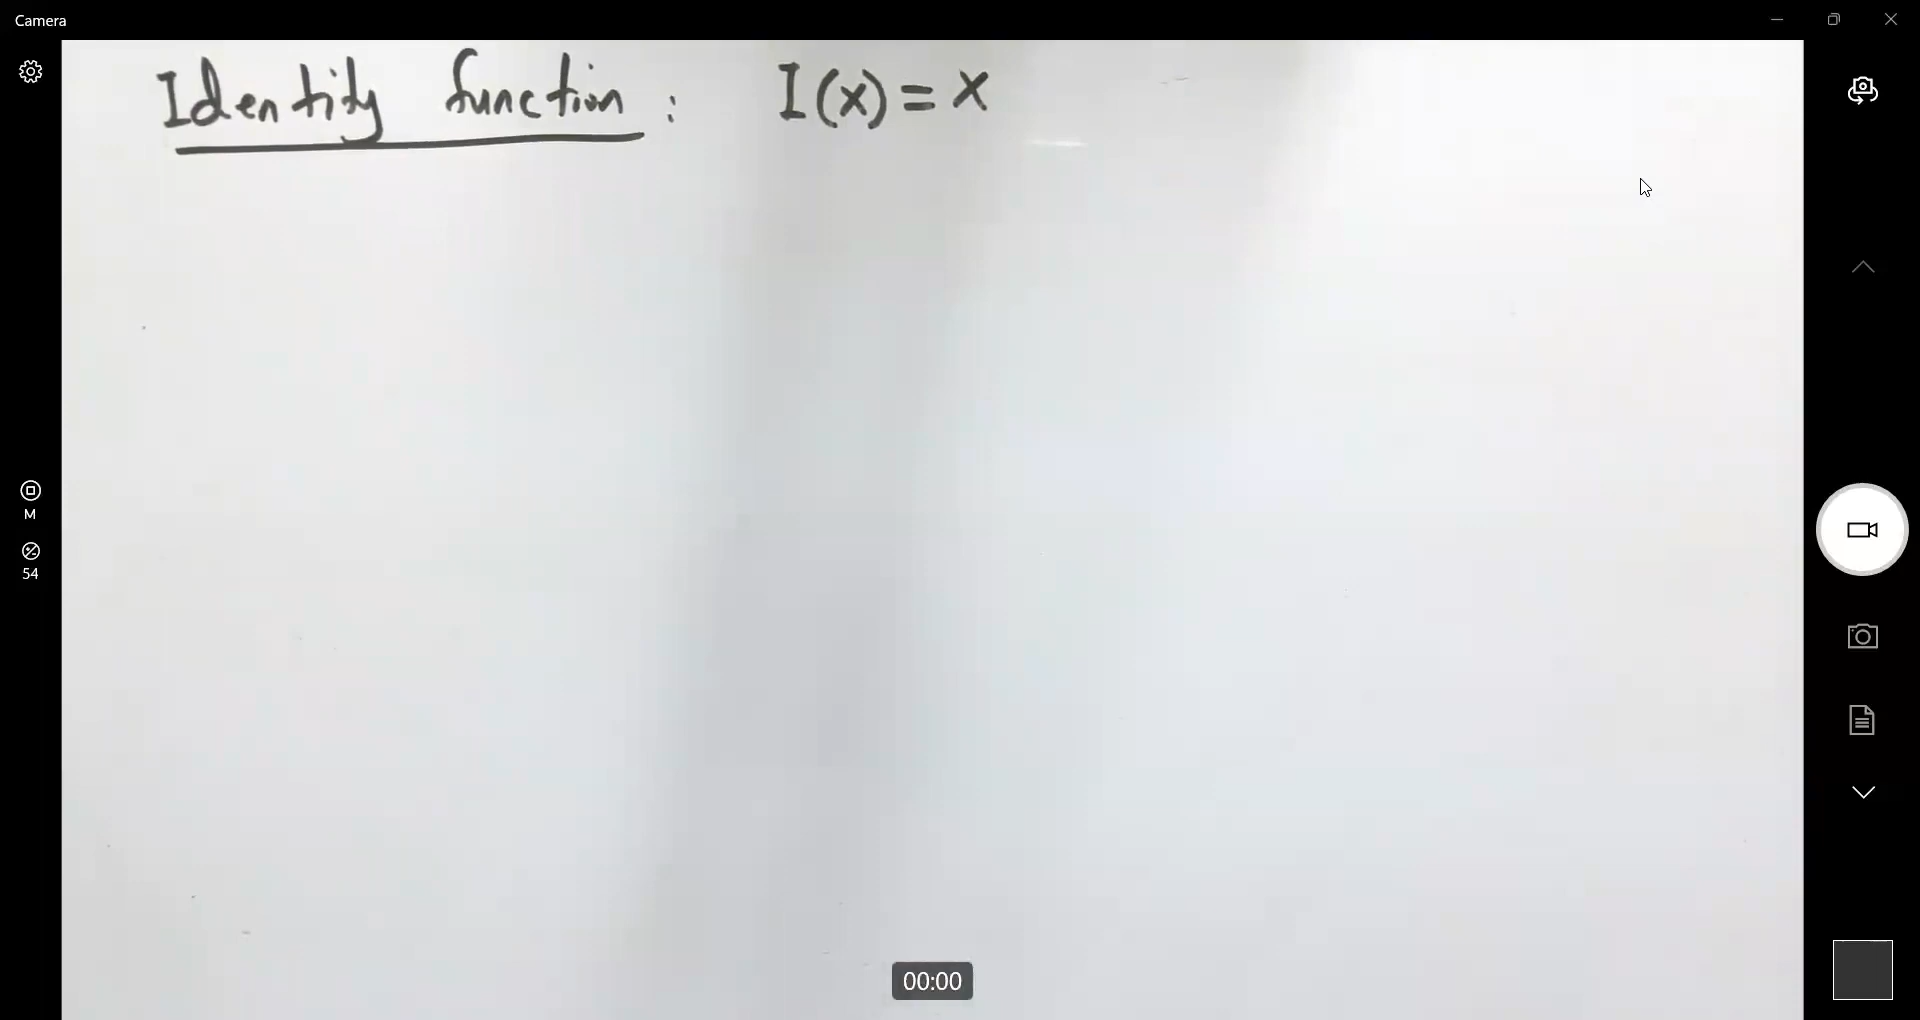 Camera
Identity function : I(x) = x
M
54
00:00